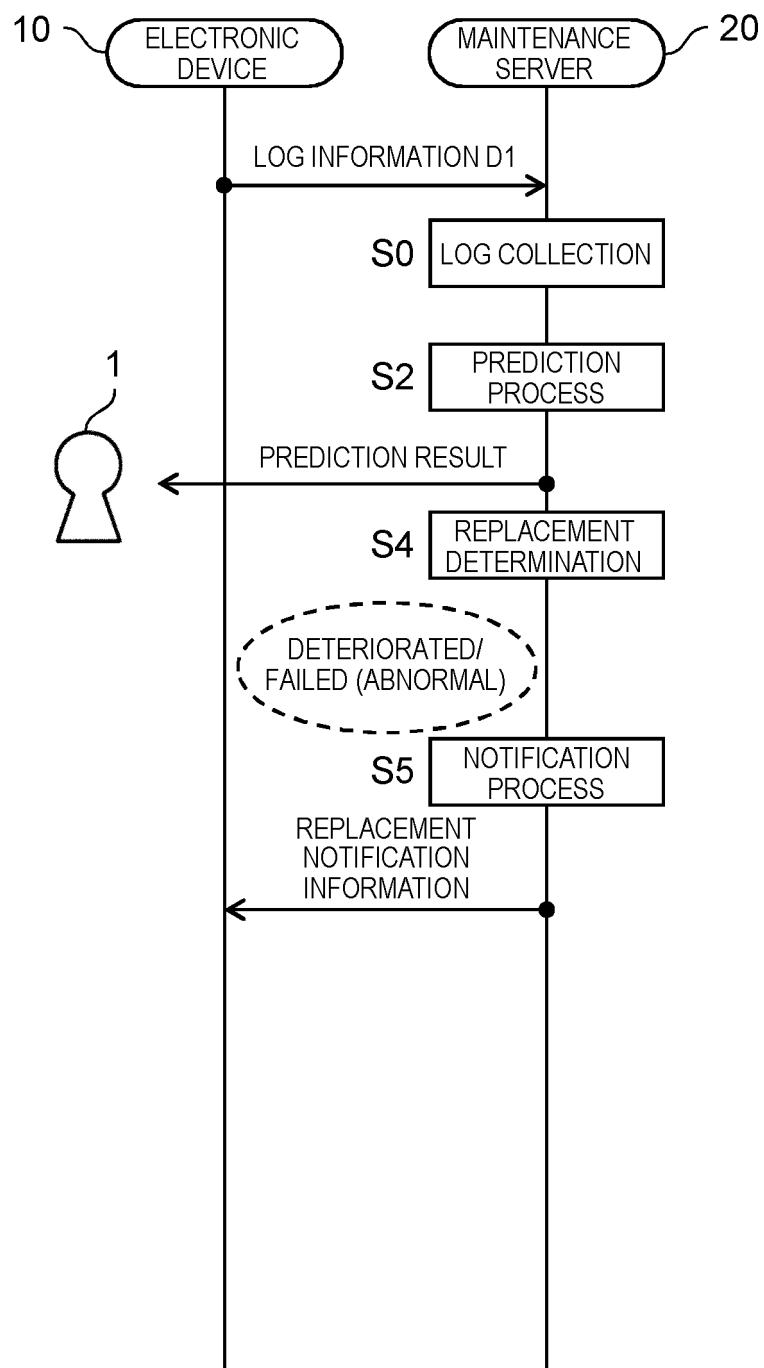 10
ELECTRONIC
DEVICE
MAINTENANCE
SERVER
20
LOG INFORMATION D1
S0
LOG COLLECTION
S2
PREDICTION
PROCESS
1
PREDICTION RESULT
S4
REPLACEMENT
DETERMINATION
DETERIORATED/
FAILED (ABNORMAL)
S5
NOTIFICATION
PROCESS
REPLACEMENT
NOTIFICATION
INFORMATION